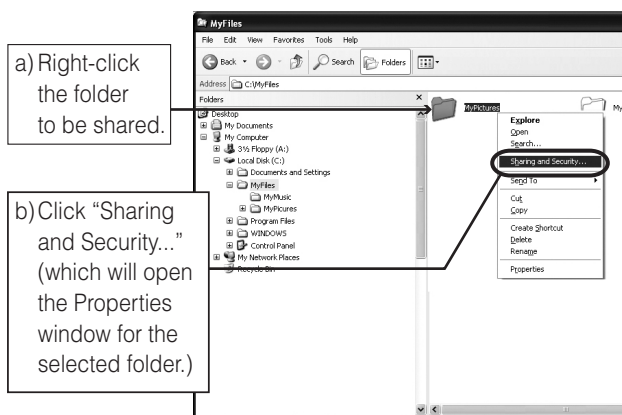 MyFiles
File Edit View Favorites Tools Help
Back Search Folders
Address C:\MyFiles
a) Right-click
the folder
to be shared.
b) Click “Sharing
and Security...”
(which will open
the Properties
window for the
selected folder.)
Folders
Desktop
My Documents
My Computer
3½ Floppy (A:)
Local Disk (C:)
Documents and Settings
MyFiles
MyMusic
MyPicures
Program Files
WINDOWS
Control Panel
My Network Places
Recycle Bin
MyPictures
My
Explore
Open
Search...
Sharing and Security...
Send To
Cut
Copy
Create Shortcut
Delete
Rename
Properties